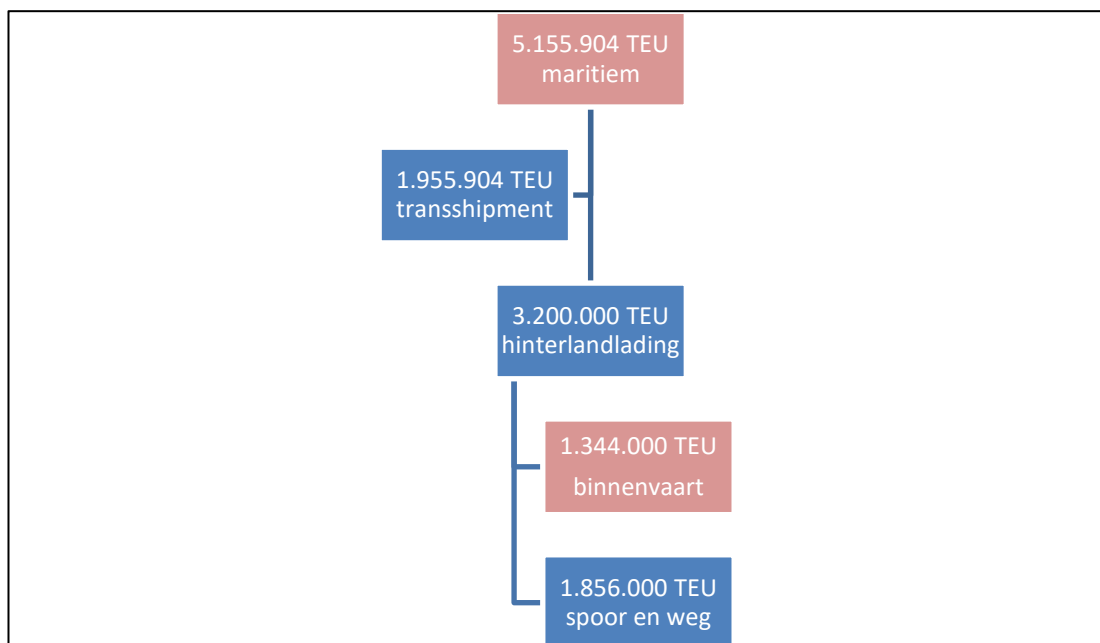 5.155.904 TEU
maritiem
1.955.904 TEU
transshipment
3.200.000 TEU
hinterlandlading
1.344.000 TEU
binnenvaart
1.856.000 TEU
spoor en weg